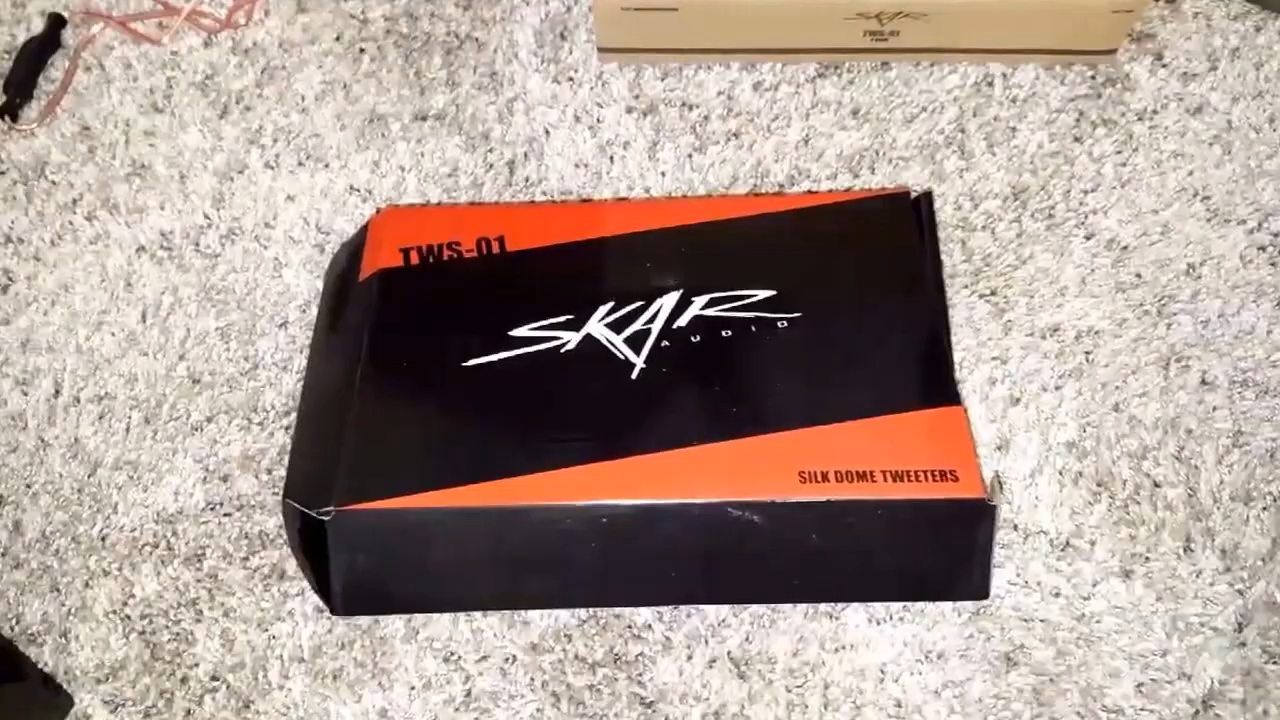 SKAR
TWS-01
TWS-01
SKAR
AUDIO
SILK DOME TWEETERS